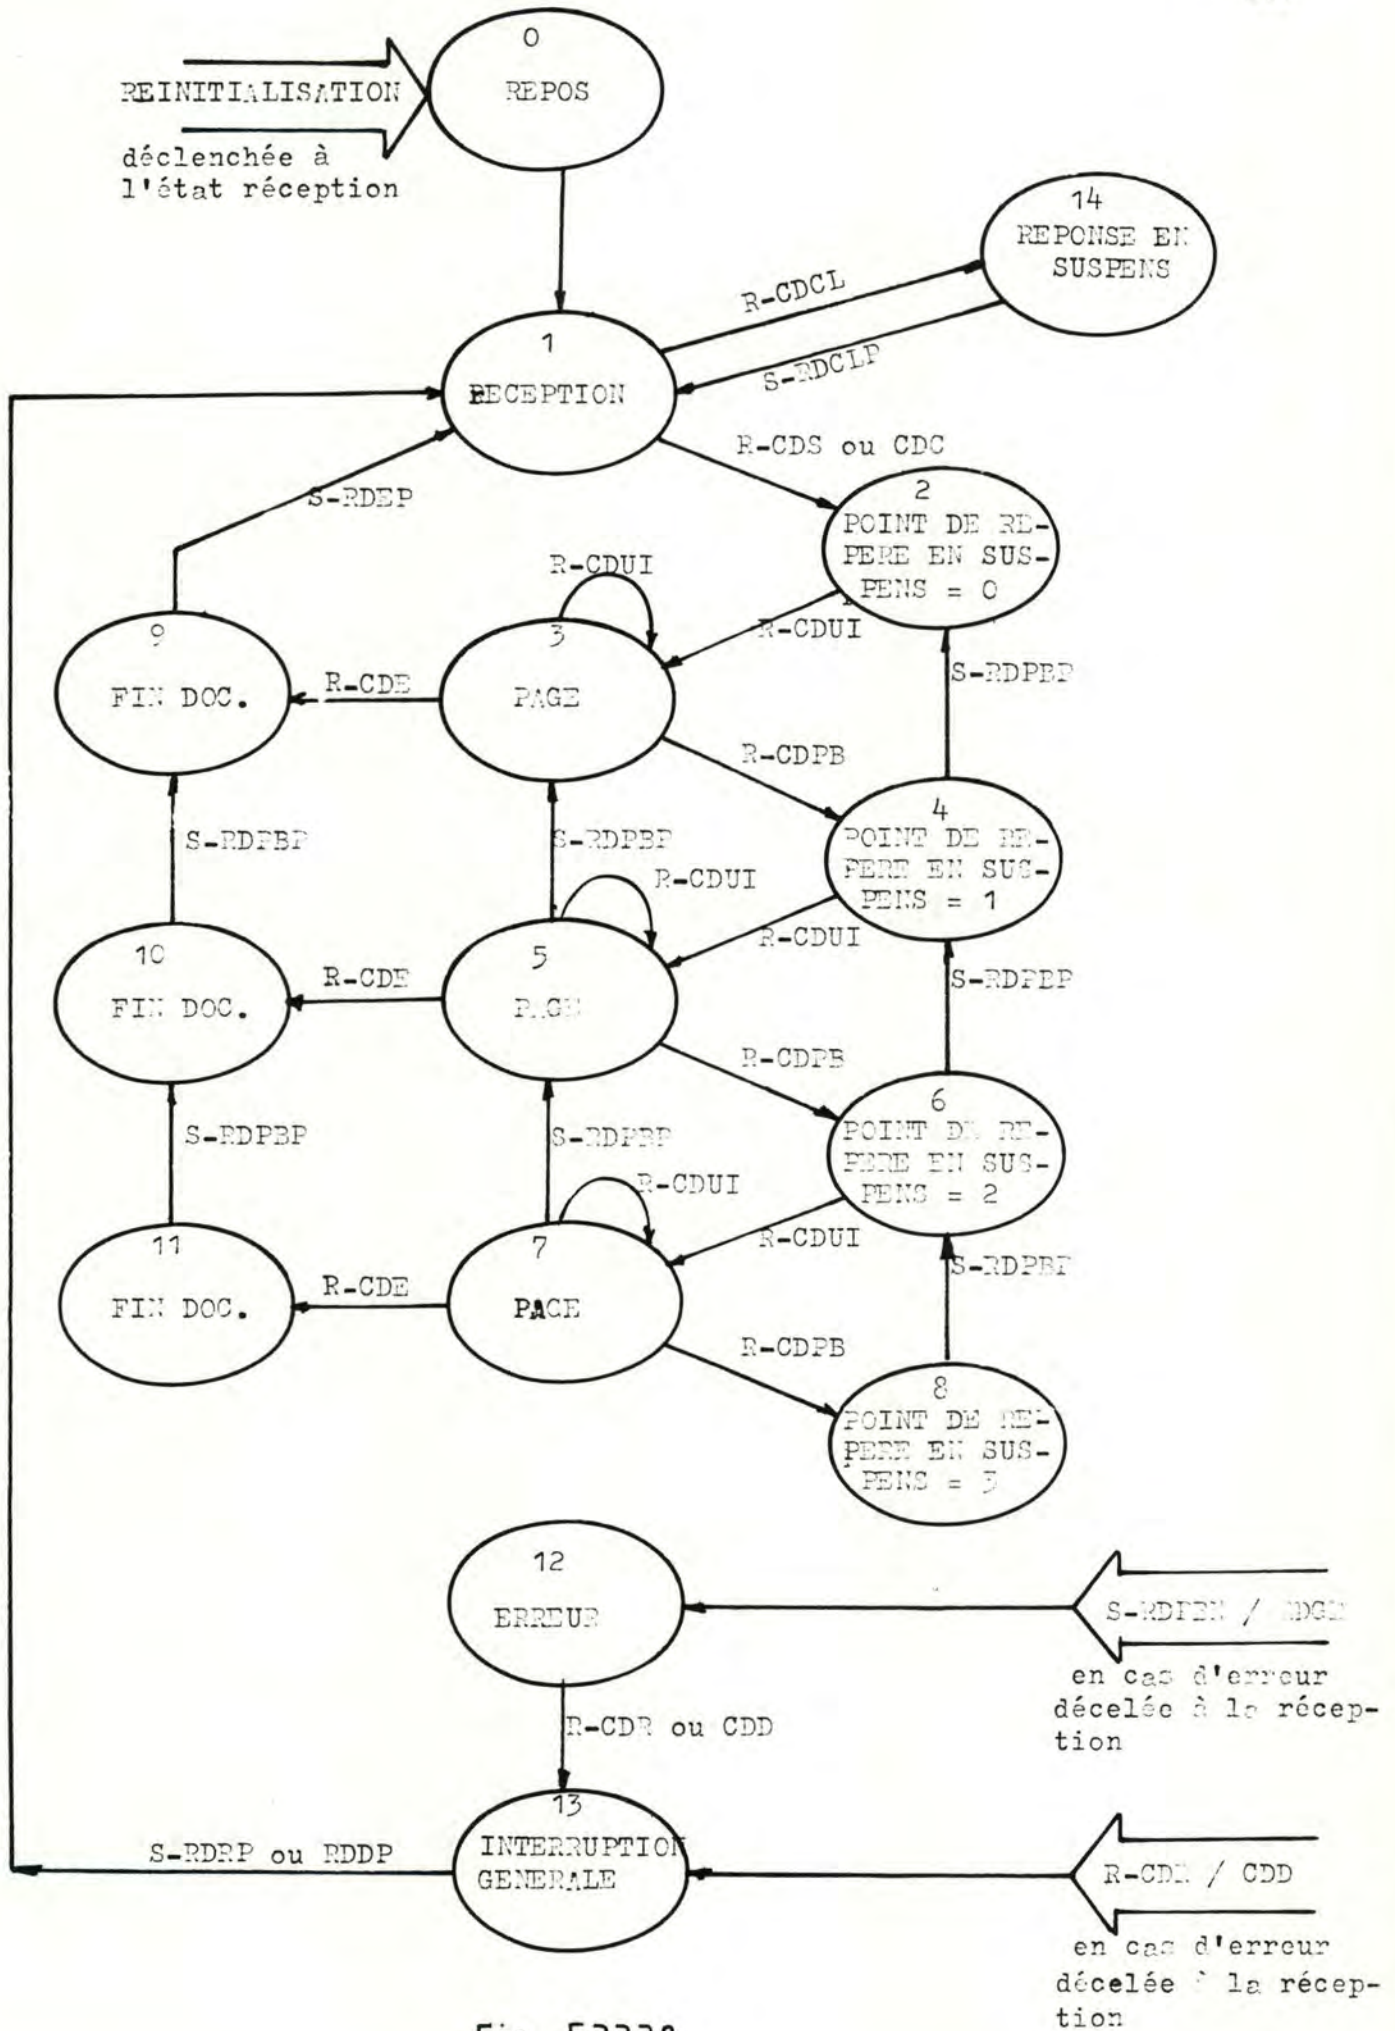 0
REPOS
REINITIALISATION
déclenchée à
l'état réception
14
REPONSE EN
SUSPENS
R-CDCL
S-RDCLP
1
RECEPTION
R-CDS ou CDC
S-RDEP
2
POINT DE RE-
PERE EN SUS-
PENS = 0
R-CDUI
R-CDUI
9
FIN DOC.
R-CDE
3
PAGE
S-RDPBP
R-CDPB
S-RDPBP
S-RDPBP
4
POINT DE RE-
PERE EN SUS-
PENS = 1
R-CDUI
R-CDUI
10
FIN DOC.
R-CDE
5
PAGE
S-RDPBP
R-CDPB
S-RDPBP
S-RDPBP
6
POINT DE RE-
PERE EN SUS-
PENS = 2
R-CDUI
R-CDUI
11
FIN DOC.
R-CDE
7
PAGE
S-RDPBP
R-CDPB
8
POINT DE RE-
PERE EN SUS-
PENS = 3
12
ERREUR
S-RDPBN /
en cas d'erreur
décelée à la récep-
tion
R-CDR ou CDD
13
INTERRUPTION
GENERALE
S-RDRP ou RDDP
R-CDR / CDD
en cas d'erreur
décelée à la récep-
tion